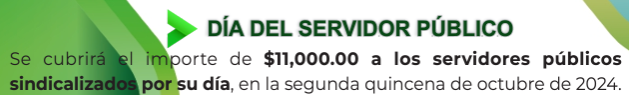 DÍA DEL SERVIDOR PÚBLICO
Se cubrirá el importe de $11,000.00 a los servidores públicos
sindicalizados por su día, en la segunda quincena de octubre de 2024.